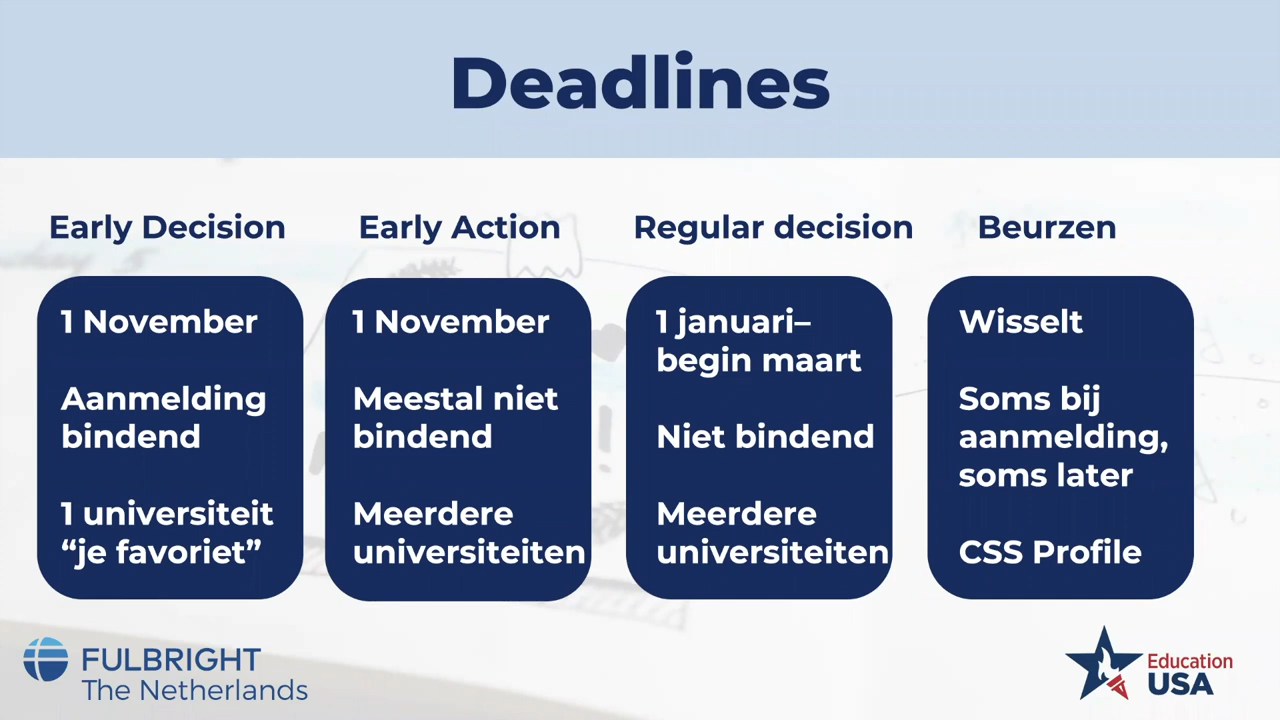 Deadlines
Early Decision
1 November
Aanmelding
bindend
1 universiteit
“je favoriet”
Early Action
1 November
Meestal niet
bindend
Meerdere
universiteiten
Regular decision
1 januari–
begin maart
Niet bindend
Meerdere
universiteiten
Beurzen
Wisselt
Soms bij
aanmelding,
soms later
CSS Profile
FULBRIGHT
The Netherlands
Education
USA